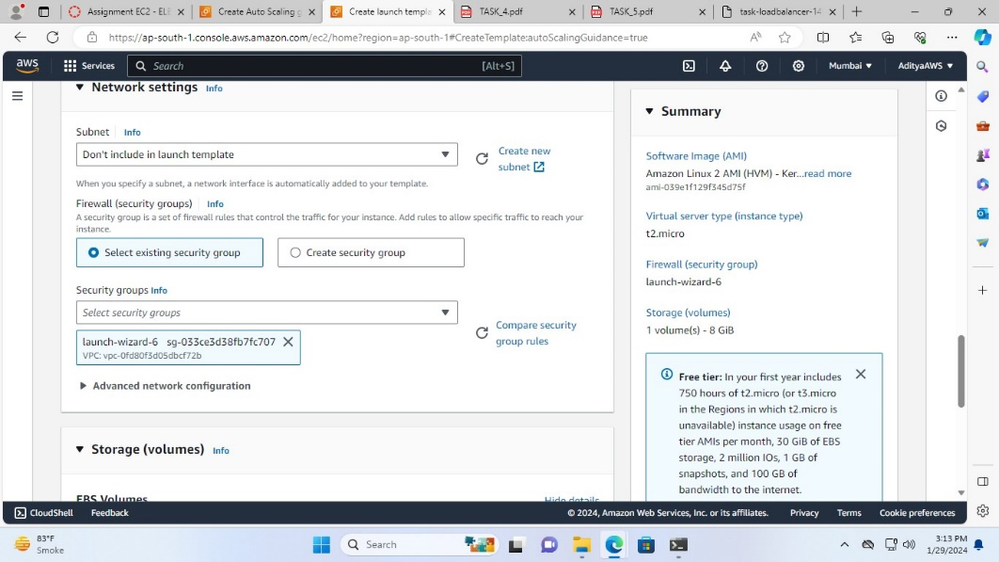 Assignment EC2 - ELB
Create Auto Scaling g
Create launch templa
TASK_4.pdf
TASK_5.pdf
task-loadbalancer-14
https://ap-south-1.console.aws.amazon.com/ec2/home?region=ap-south-1#CreateTemplate:autoScalingGuidance=true
aws
Services
Search
[Alt+S]
Mumbai
AdityaAWS
Network settings Info
Subnet Info
Don't include in launch template
Create new
subnet
When you specify a subnet, a network interface is automatically added to your template.
Firewall (security groups) Info
A security group is a set of firewall rules that control the traffic for your instance. Add rules to allow specific traffic to reach your
instance.
Select existing security group
Create security group
Security groups Info
Select security groups
Compare security
group rules
launch-wizard-6 sg-033ce3d38fb7fc707
VPC: vpc-0fd80f3d05dbcf72b
Advanced network configuration
Storage (volumes) Info
EBS Volumes
Hide details
Summary
Software Image (AMI)
Amazon Linux 2 AMI (HVM) - Ker...read more
ami-039e1f129f345d75f
Virtual server type (instance type)
t2.micro
Firewall (security group)
launch-wizard-6
Storage (volumes)
1 volume(s) - 8 GiB
Free tier: In your first year includes
750 hours of t2.micro (or t3.micro
in the Regions in which t2.micro is
unavailable) instance usage on free
tier AMIs per month, 30 GiB of EBS
storage, 2 million IOs, 1 GB of
snapshots, and 100 GB of
bandwidth to the internet.
CloudShell
Feedback
© 2024, Amazon Web Services, Inc. or its affiliates.
Privacy
Terms
Cookie preferences
83°F
Smoke
Search
3:13 PM
1/29/2024